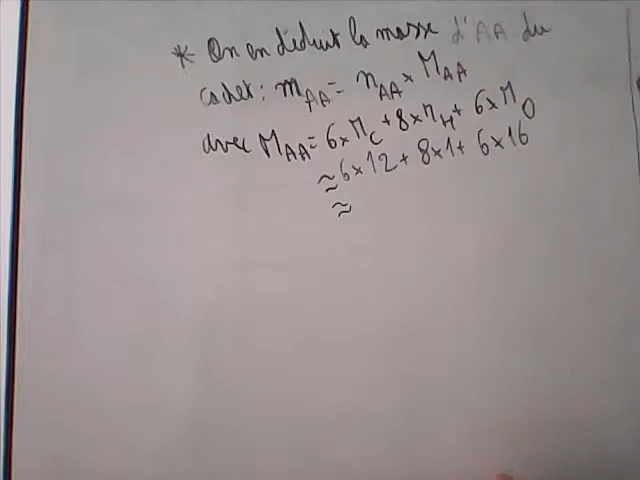 * On en déduit la masse d'AA du
cachet : m_AA = n_AA × M_AA
avec M_AA = 6×M_C + 8×M_H + 6×M_O
≈ 6×12 + 8×1 + 6×16
≈